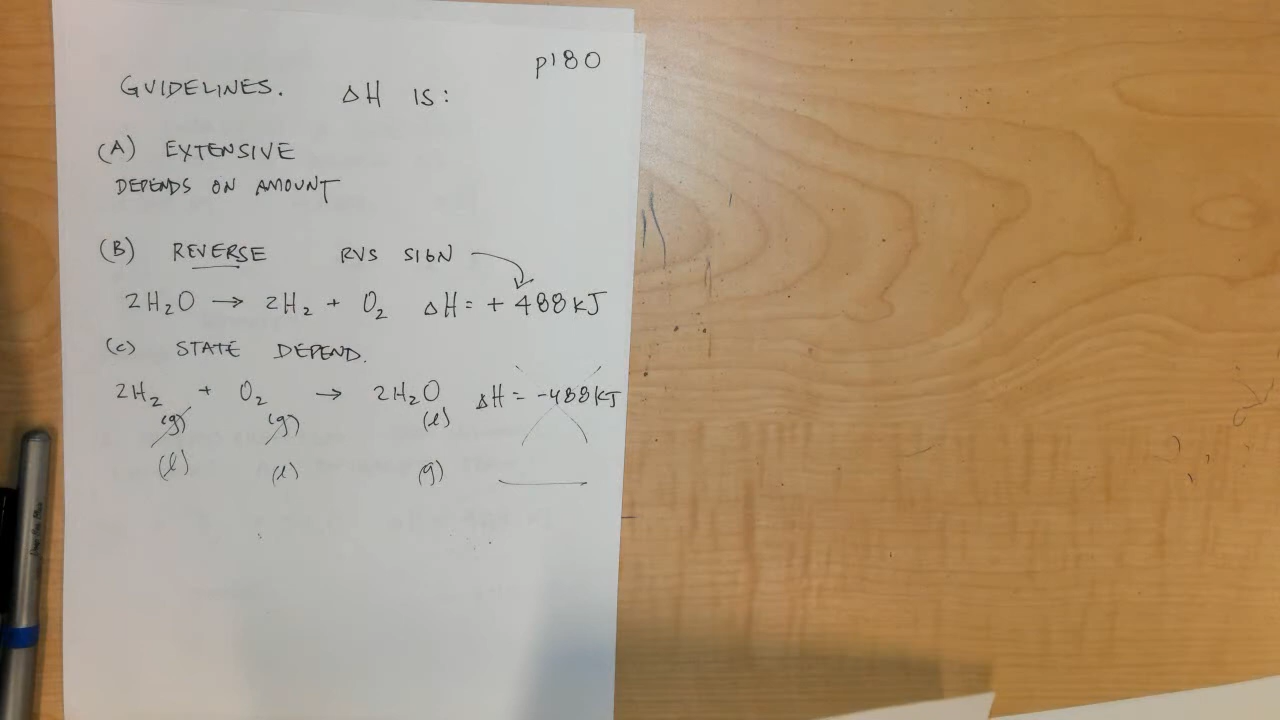 p180
GUIDELINES. ΔH IS:
(A) EXTENSIVE
DEPENDS ON AMOUNT
(B) REVERSE RVS SIGN
2H₂O → 2H₂ + O₂ ΔH = + 488 kJ
(C) STATE DEPEND.
2H₂ + O₂ → 2H₂O ΔH = -488 kJ
(g) (g) (l)
(l) (l) (g)